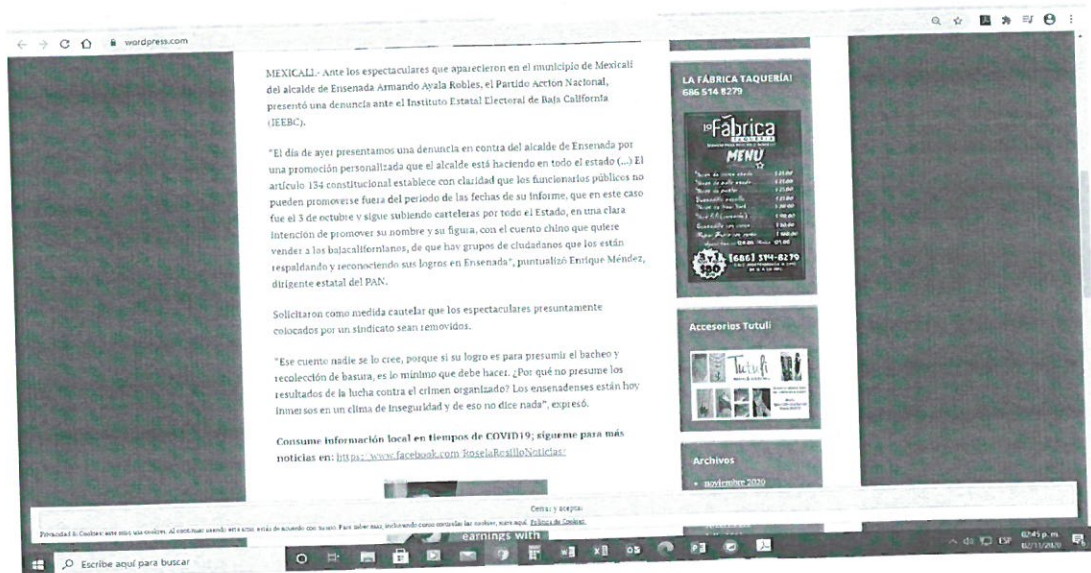 wordpress.com
MEXICALI.- Ante los espectaculares que aparecieron en el municipio de Mexicali
del alcalde de Ensenada Armando Ayala Robles, el Partido Acción Nacional,
presentó una denuncia ante el Instituto Estatal Electoral de Baja California
(IEEBC).
"El día de ayer presentamos una denuncia en contra del alcalde de Ensenada por
una promoción personalizada que el alcalde está haciendo en todo el estado (...) El
artículo 134 constitucional establece con claridad que los funcionarios públicos no
pueden promoverse fuera del periodo de las fechas de su informe, que en este caso
fue el 3 de octubre y sigue subiendo carteleras por todo el Estado, en una clara
intención de promover su nombre y su figura, con el cuento chino que quiere
vender a los bajacalifornianos, de que hay grupos de ciudadanos que los están
respaldando y reconociendo sus logros en Ensenada", puntualizó Enrique Méndez,
dirigente estatal del PAN.
Solicitaron como medida cautelar que los espectaculares presuntamente
colocados por un sindicato sean removidos.
"Ese cuento nadie se lo cree, porque si su logro es para presumir el bacheo y
recolección de basura, es lo mínimo que debe hacer. ¿Por qué no presume los
resultados de la lucha contra el crimen organizado? Los ensenadenses están hoy
inmersos en un clima de inseguridad y de eso no dice nada", expresó.
Consume información local en tiempos de COVID19; sígueme para más
noticias en: https://www.facebook.com/RoselaRosilloNoticias/
LA FÁBRICA TAQUERÍA!
686 514 8279
la Fábrica
TAQUERÍA
MENU
[686] 514-8279
Accesorios Tutuli
Tutuli
Archivos
noviembre 2020
Cerrar y aceptar
Privacidad & Cookies: este sitio usa cookies. Al continuar usando este sitio, estás de acuerdo con su uso. Para saber más, incluyendo como controlar las cookies, mira aquí: Política de Cookies
earnings with
Escribe aquí para buscar
ESP
02:45 p. m.
02/11/2020